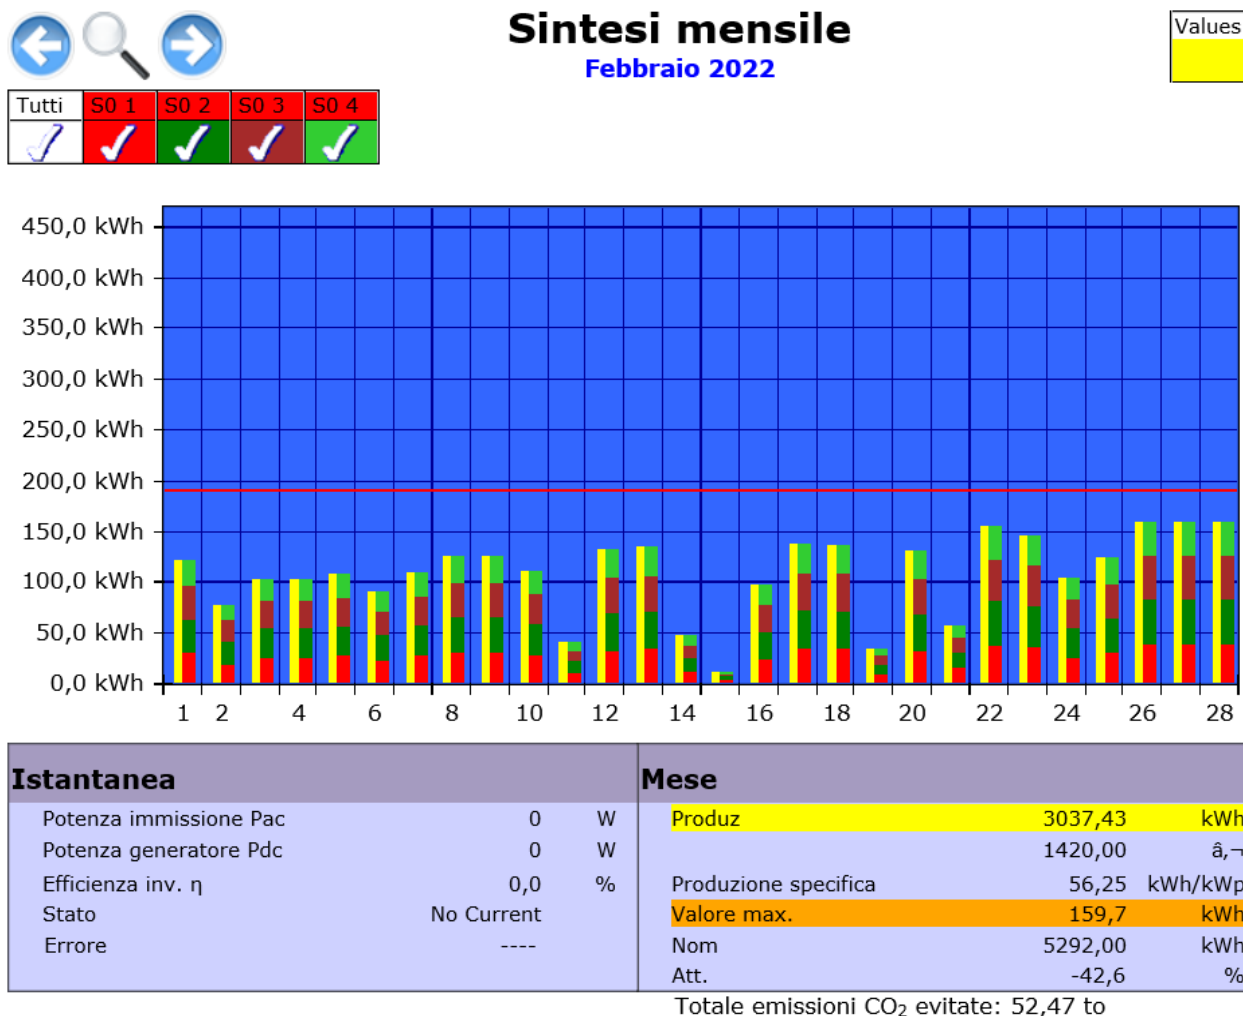 Sintesi mensile
Values
Febbraio 2022
Tutti S0 1 S0 2 S0 3 S0 4
450,0 kWh
400,0 kWh
350,0 kWh
300,0 kWh
250,0 kWh
200,0 kWh
150,0 kWh
100,0 kWh
50,0 kWh
0,0 kWh
1 2 4 6 8 10 12 14 16 18 20 22 24 26 28
Istantanea
Potenza immissione Pac 0 W
Potenza generatore Pdc 0 W
Efficienza inv. η 0,0 %
Stato No Current
Errore ----
Mese
Produz 3037,43 kWh
1420,00 â‚¬
Produzione specifica 56,25 kWh/kWp
Valore max. 159,7 kWh
Nom 5292,00 kWh
Att. -42,6 %
Totale emissioni CO₂ evitate: 52,47 to